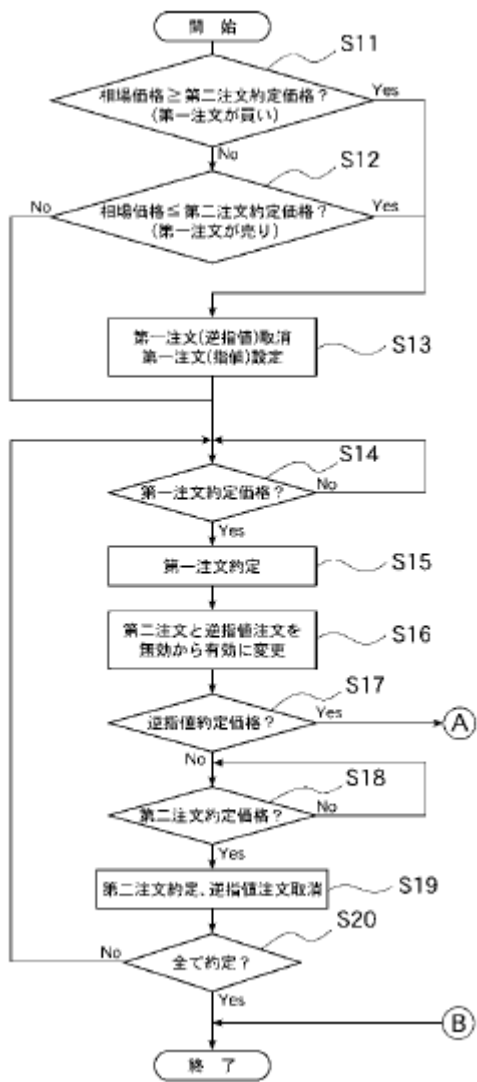 開 始
S11
相場価格≧第二注文約定価格?
(第一注文が買い)
Yes
No
S12
No
相場価格≦第二注文約定価格?
(第一注文が売り)
Yes
第一注文(逆指値)取消
第一注文(指値)設定
S13
S14
第一注文約定価格?
No
Yes
第一注文約定
S15
第二注文と逆指値注文を
無効から有効に変更
S16
S17
逆指値約定価格?
Yes
A
No
S18
第二注文約定価格?
No
Yes
第二注文約定、逆指値注文取消
S19
S20
No
全て約定?
Yes
B
終 了